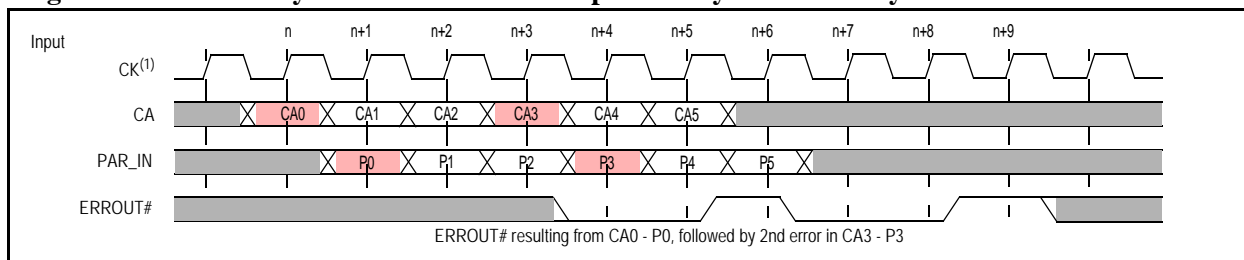 n n+1 n+2 n+3 n+4 n+5 n+6 n+7 n+8 n+9
Input
CK(1)
CA CA0 CA1 CA2 CA3 CA4 CA5
PAR_IN P0 P1 P2 P3 P4 P5
ERROUT#
ERROUT# resulting from CA0 - P0, followed by 2nd error in CA3 - P3